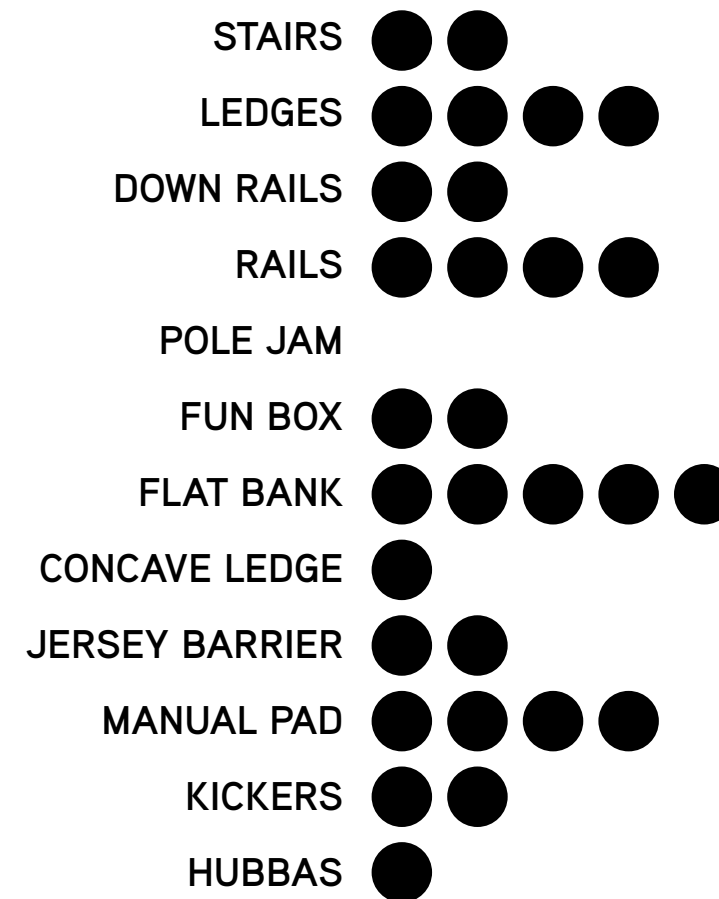 STAIRS
LEDGES
DOWN RAILS
RAILS
POLE JAM
FUN BOX
FLAT BANK
CONCAVE LEDGE
JERSEY BARRIER
MANUAL PAD
KICKERS
HUBBAS